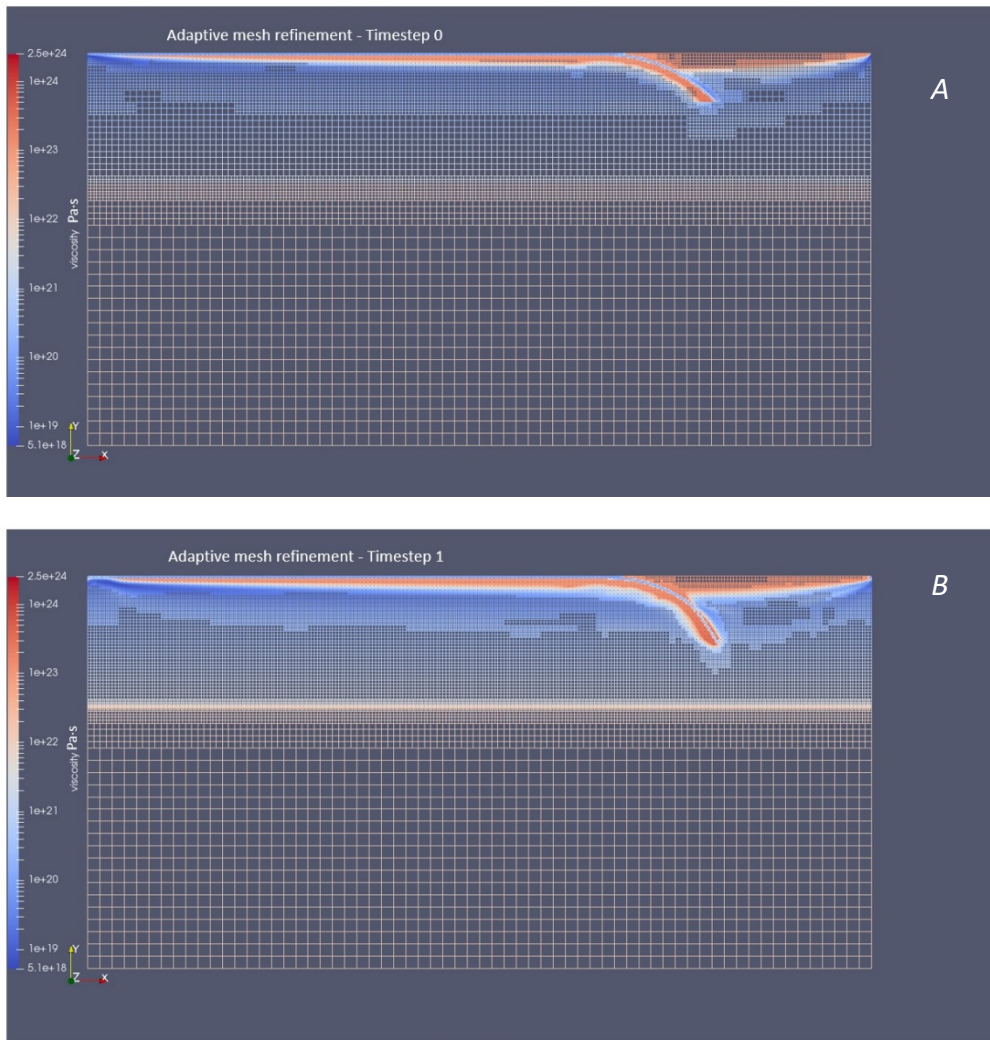 Adaptive mesh refinement - Timestep 0
A
2.5e+24
1e+24
1e+23
1e+22
1e+21
1e+20
1e+19
5.1e+18
viscosity Pa·s
Y
Z
X
Adaptive mesh refinement - Timestep 1
B
2.5e+24
1e+24
1e+23
1e+22
1e+21
1e+20
1e+19
5.1e+18
viscosity Pa·s
Y
Z
X